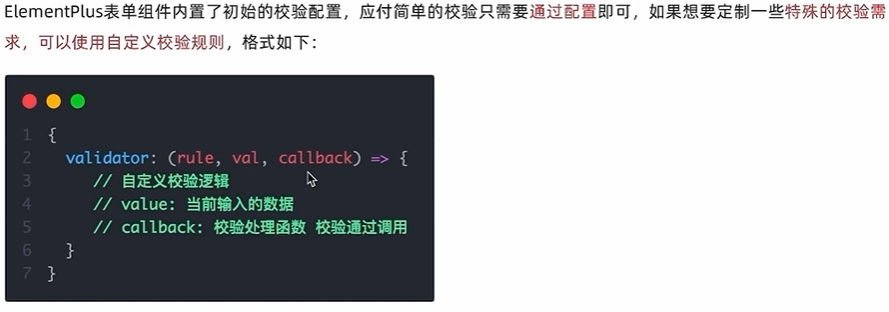 ElementPlus表单组件内置了初始的校验配置，应付简单的校验只需要通过配置即可，如果想要定制一些特殊的校验需
求，可以使用自定义校验规则，格式如下：
1 {
2 validator: (rule, val, callback) => {
3 // 自定义校验逻辑
4 // value: 当前输入的数据
5 // callback: 校验处理函数 校验通过调用
6 }
7 }